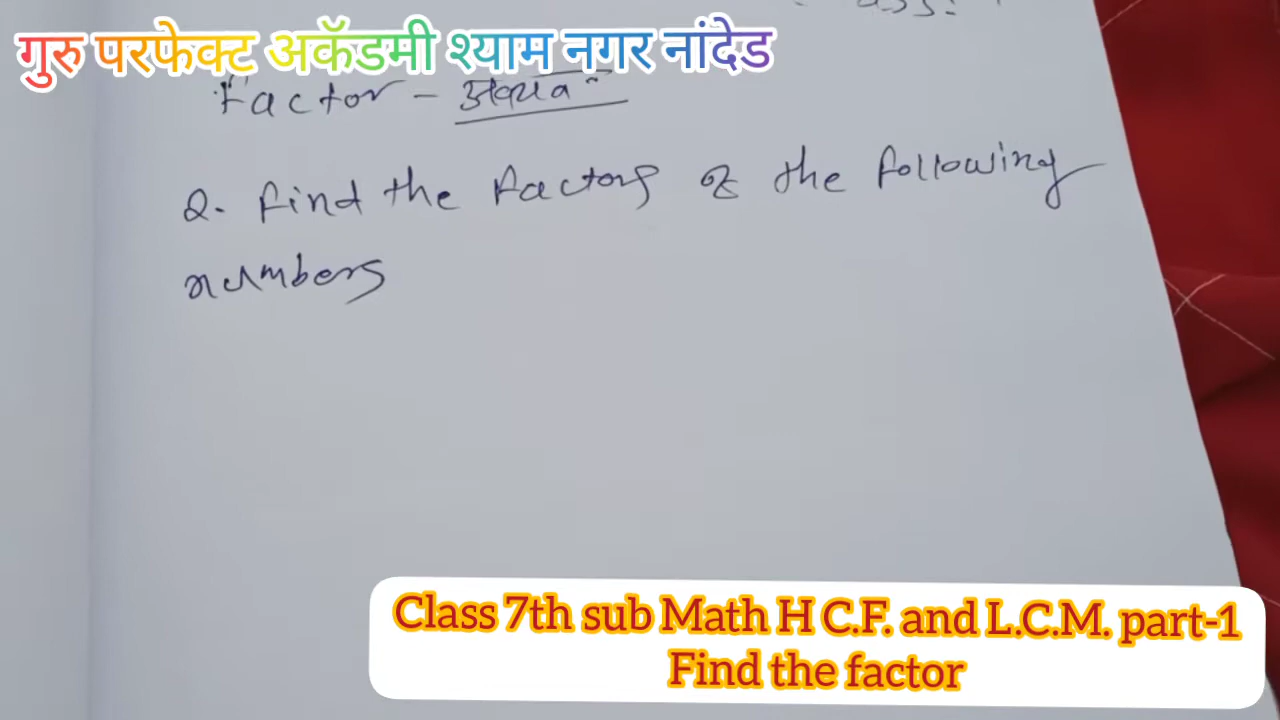 गुरु परफेक्ट अकॅडमी श्याम नगर नांदेड
Factor -
Q. Find the factors of the following
numbers
Class 7th sub Math H C.F. and L.C.M. part-1
Find the factor